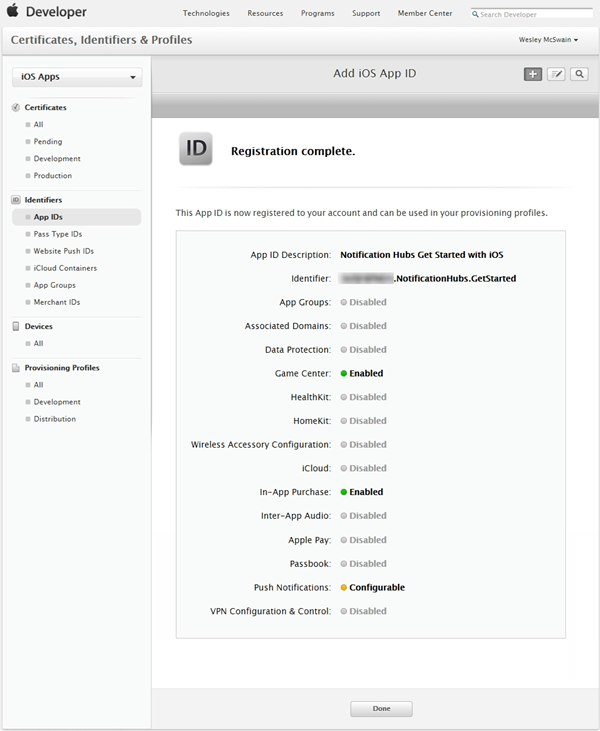 Developer
Technologies Resources Programs Support Member Center Search Developer
Certificates, Identifiers & Profiles
Wesley McSwain
iOS Apps
Add iOS App ID
Certificates
All
Pending
Development
Production
ID Identifiers
App IDs
Pass Type IDs
Website Push IDs
iCloud Containers
App Groups
Merchant IDs
Devices
All
Provisioning Profiles
All
Development
Distribution
ID Registration complete.
This App ID is now registered to your account and can be used in your provisioning profiles.
App ID Description: Notification Hubs Get Started with iOS
Identifier: .NotificationHubs.GetStarted
App Groups: Disabled
Associated Domains: Disabled
Data Protection: Disabled
Game Center: Enabled
HealthKit: Disabled
HomeKit: Disabled
Wireless Accessory Configuration: Disabled
iCloud: Disabled
In-App Purchase: Enabled
Inter-App Audio: Disabled
Apple Pay: Disabled
Passbook: Disabled
Push Notifications: Configurable
VPN Configuration & Control: Disabled
Done